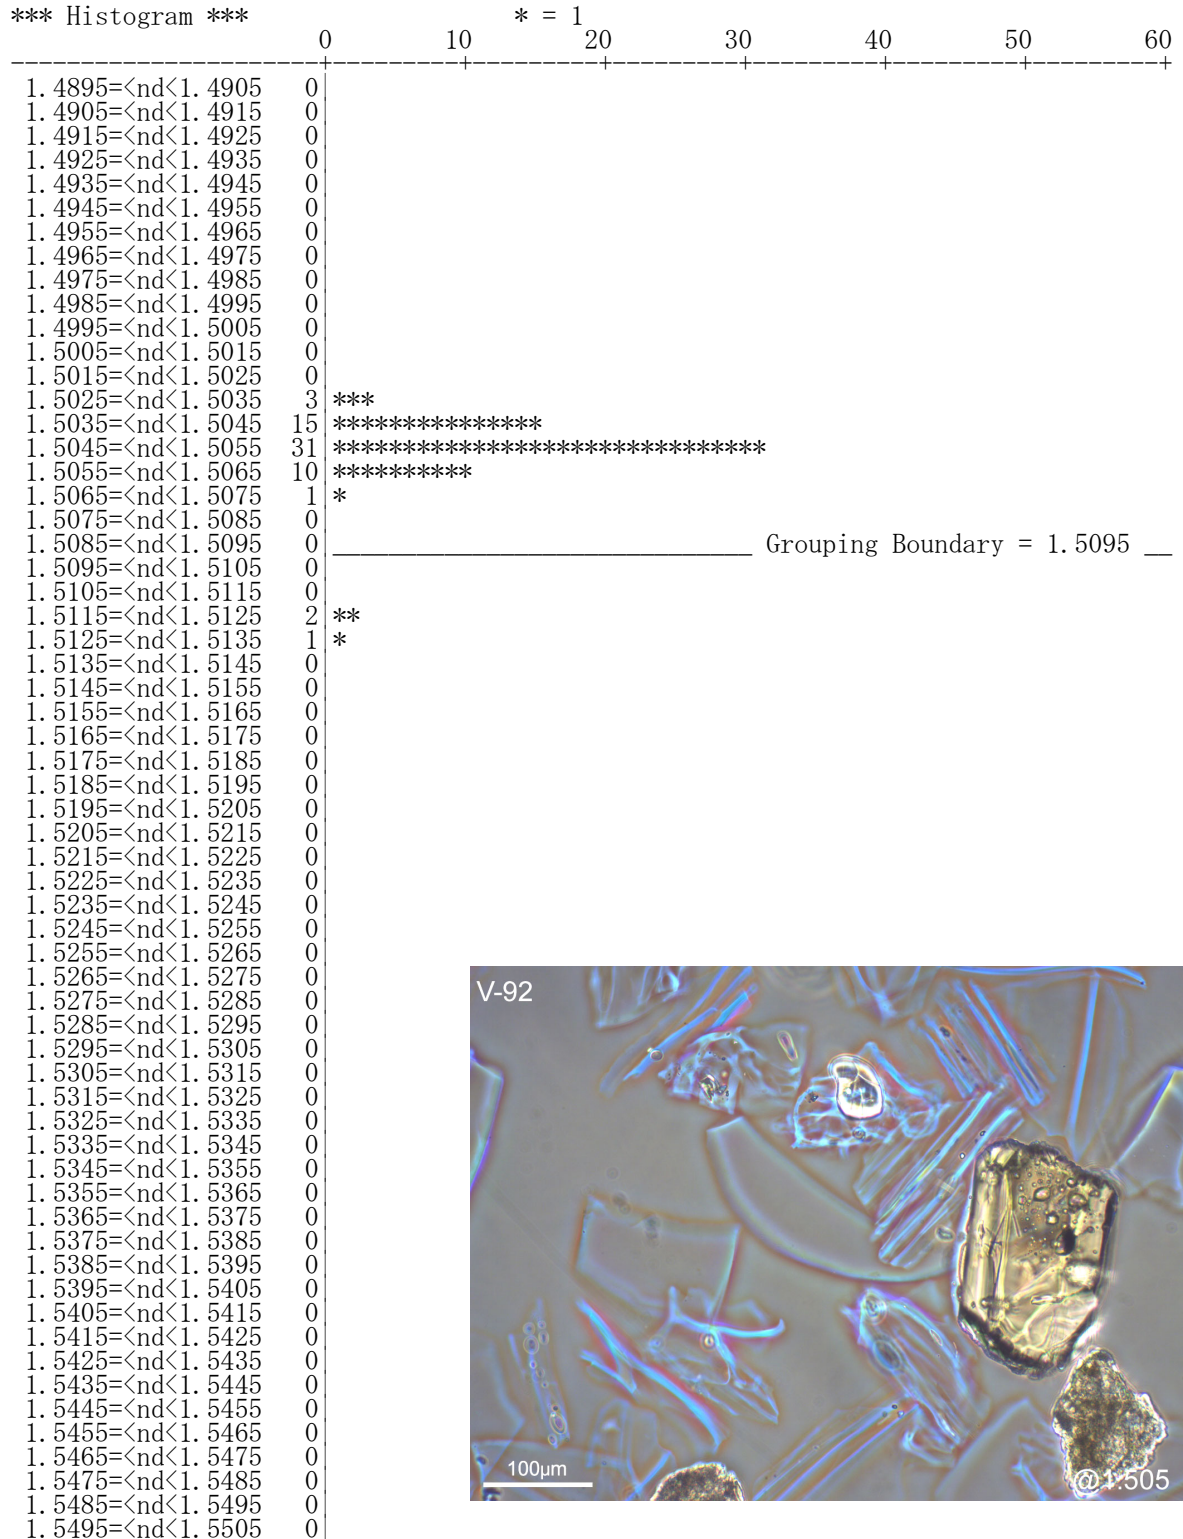 *** Histogram *** * = 1
0 10 20 30 40 50 60
1.4895=<nd<1.4905 0
1.4905=<nd<1.4915 0
1.4915=<nd<1.4925 0
1.4925=<nd<1.4935 0
1.4935=<nd<1.4945 0
1.4945=<nd<1.4955 0
1.4955=<nd<1.4965 0
1.4965=<nd<1.4975 0
1.4975=<nd<1.4985 0
1.4985=<nd<1.4995 0
1.4995=<nd<1.5005 0
1.5005=<nd<1.5015 0
1.5015=<nd<1.5025 0
1.5025=<nd<1.5035 3 ***
1.5035=<nd<1.5045 15 ***************
1.5045=<nd<1.5055 31 *******************************
1.5055=<nd<1.5065 10 **********
1.5065=<nd<1.5075 1 *
1.5075=<nd<1.5085 0
1.5085=<nd<1.5095 0 ______________________________ Grouping Boundary = 1.5095 __
1.5095=<nd<1.5105 0
1.5105=<nd<1.5115 0
1.5115=<nd<1.5125 2 **
1.5125=<nd<1.5135 1 *
1.5135=<nd<1.5145 0
1.5145=<nd<1.5155 0
1.5155=<nd<1.5165 0
1.5165=<nd<1.5175 0
1.5175=<nd<1.5185 0
1.5185=<nd<1.5195 0
1.5195=<nd<1.5205 0
1.5205=<nd<1.5215 0
1.5215=<nd<1.5225 0
1.5225=<nd<1.5235 0
1.5235=<nd<1.5245 0
1.5245=<nd<1.5255 0
1.5255=<nd<1.5265 0
1.5265=<nd<1.5275 0
1.5275=<nd<1.5285 0
1.5285=<nd<1.5295 0
1.5295=<nd<1.5305 0
1.5305=<nd<1.5315 0
1.5315=<nd<1.5325 0
1.5325=<nd<1.5335 0
1.5335=<nd<1.5345 0
1.5345=<nd<1.5355 0
1.5355=<nd<1.5365 0
1.5365=<nd<1.5375 0
1.5375=<nd<1.5385 0
1.5385=<nd<1.5395 0
1.5395=<nd<1.5405 0
1.5405=<nd<1.5415 0
1.5415=<nd<1.5425 0
1.5425=<nd<1.5435 0
1.5435=<nd<1.5445 0
1.5445=<nd<1.5455 0
1.5455=<nd<1.5465 0
1.5465=<nd<1.5475 0
1.5475=<nd<1.5485 0
1.5485=<nd<1.5495 0
1.5495=<nd<1.5505 0
V-92
100μm
@1.505